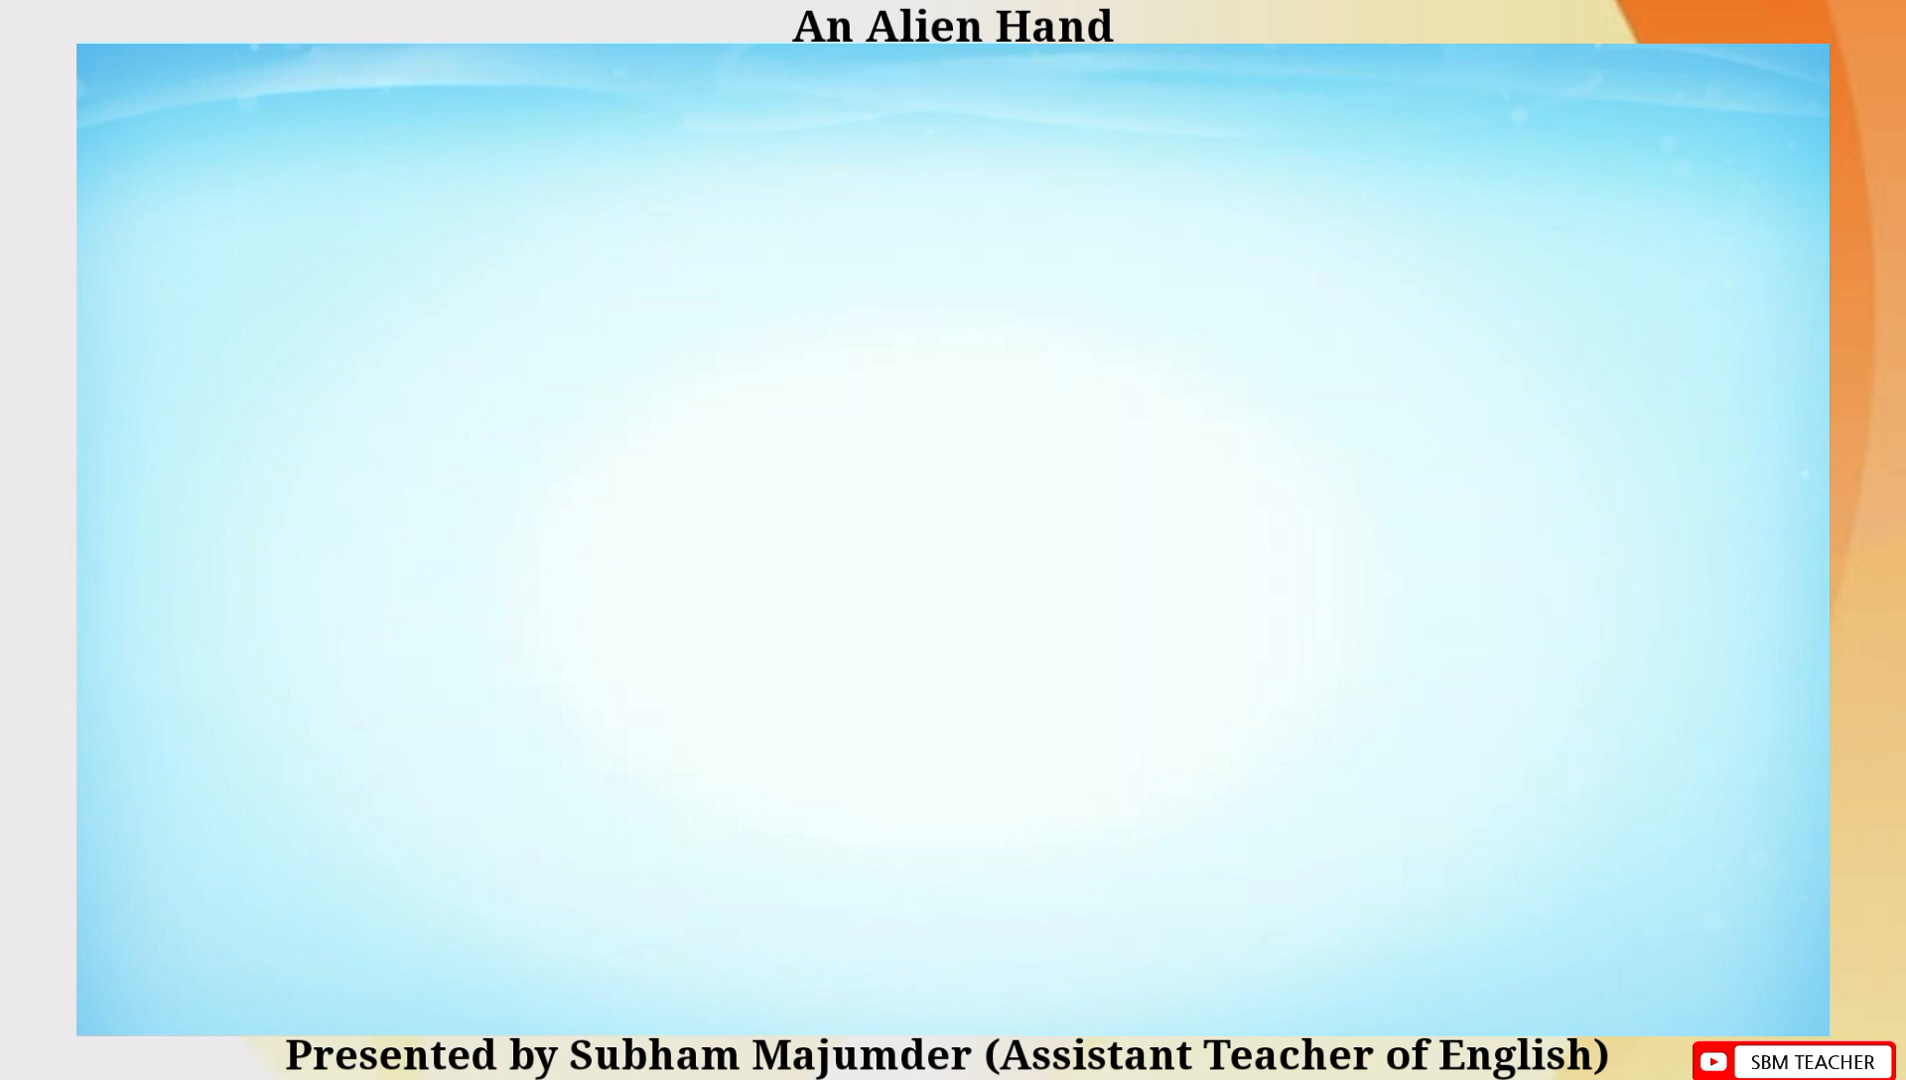 An Alien Hand
Presented by Subham Majumder (Assistant Teacher of English)
SBM TEACHER